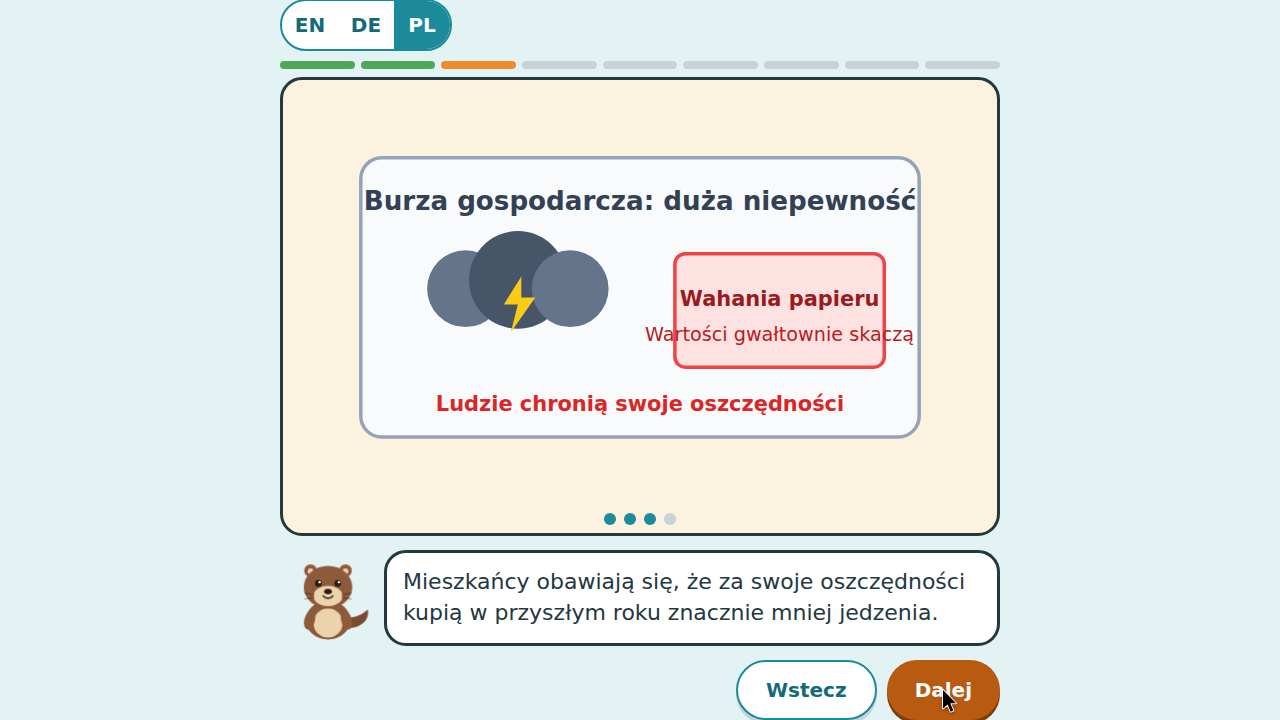 EN DE PL
Burza gospodarcza: duża niepewność
Wahania papieru
Wartości gwałtownie skaczą
Ludzie chronią swoje oszczędności
Mieszkańcy obawiają się, że za swoje oszczędności
kupią w przyszłym roku znacznie mniej jedzenia.
Wstecz Dalej